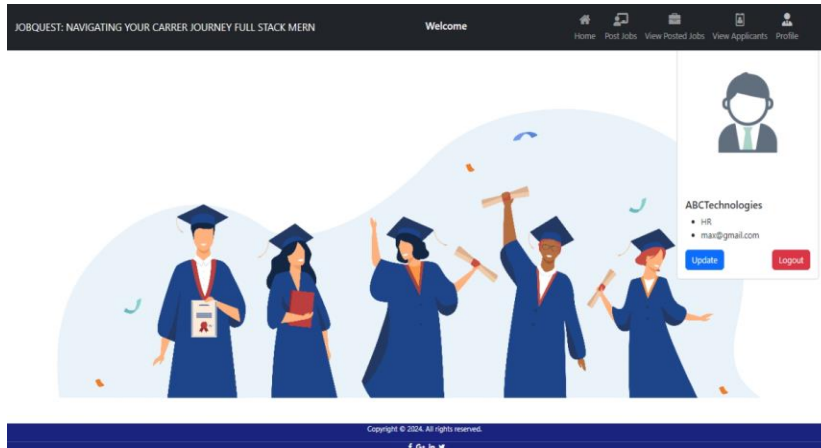 JOBQUEST: NAVIGATING YOUR CARRER JOURNEY FULL STACK MERN
Welcome
Home Post Jobs View Posted Jobs View Applicants Profile
ABCTechnologies
HR
max@gmail.com
Update Logout
Copyright © 2024. All rights reserved.